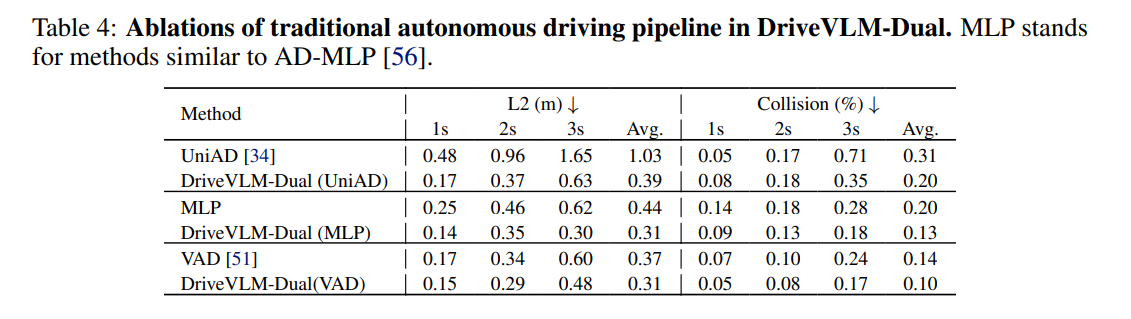 Table 4: Ablations of traditional autonomous driving pipeline in DriveVLM-Dual. MLP stands
for methods similar to AD-MLP [56].
Method L2 (m) ↓ Collision (%) ↓
1s 2s 3s Avg. 1s 2s 3s Avg.
UniAD [34] 0.48 0.96 1.65 1.03 0.05 0.17 0.71 0.31
DriveVLM-Dual (UniAD) 0.17 0.37 0.63 0.39 0.08 0.18 0.35 0.20
MLP 0.25 0.46 0.62 0.44 0.14 0.18 0.28 0.20
DriveVLM-Dual (MLP) 0.14 0.35 0.30 0.31 0.09 0.13 0.18 0.13
VAD [51] 0.17 0.34 0.60 0.37 0.07 0.10 0.24 0.14
DriveVLM-Dual(VAD) 0.15 0.29 0.48 0.31 0.05 0.08 0.17 0.10